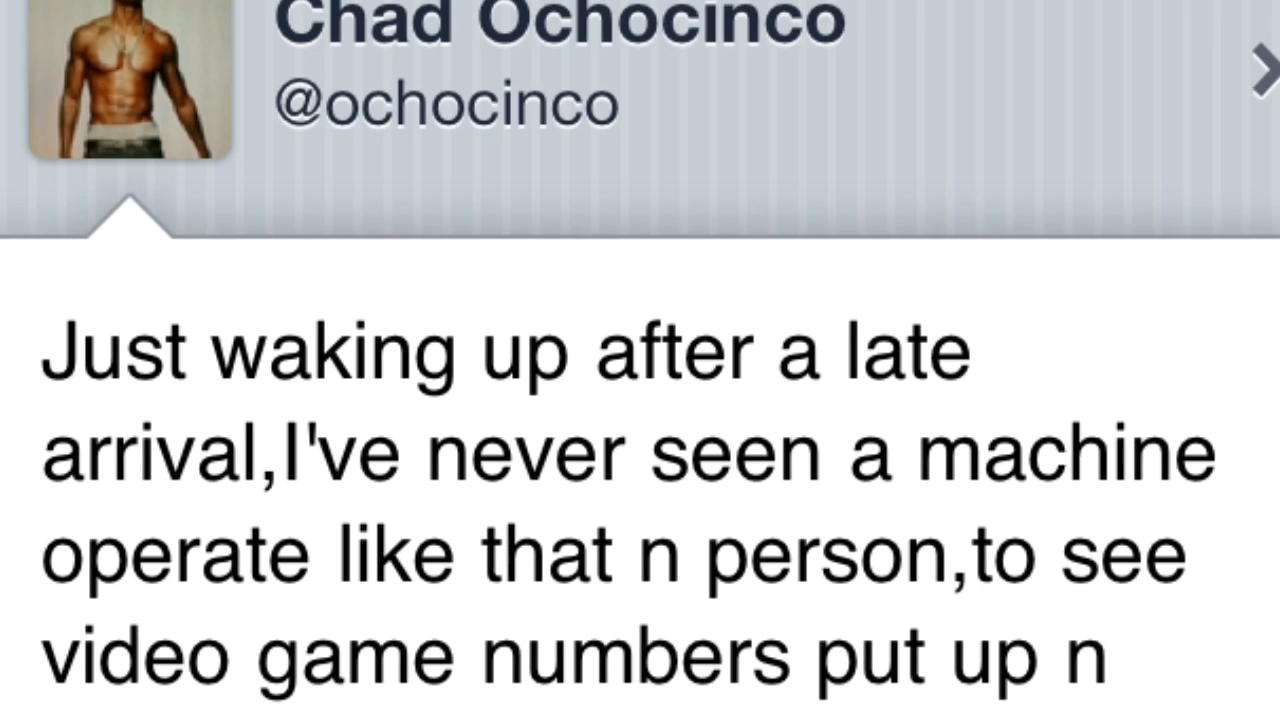 Chad Ochocinco
@ochocinco
Just waking up after a late
arrival,I've never seen a machine
operate like that n person,to see
video game numbers put up n